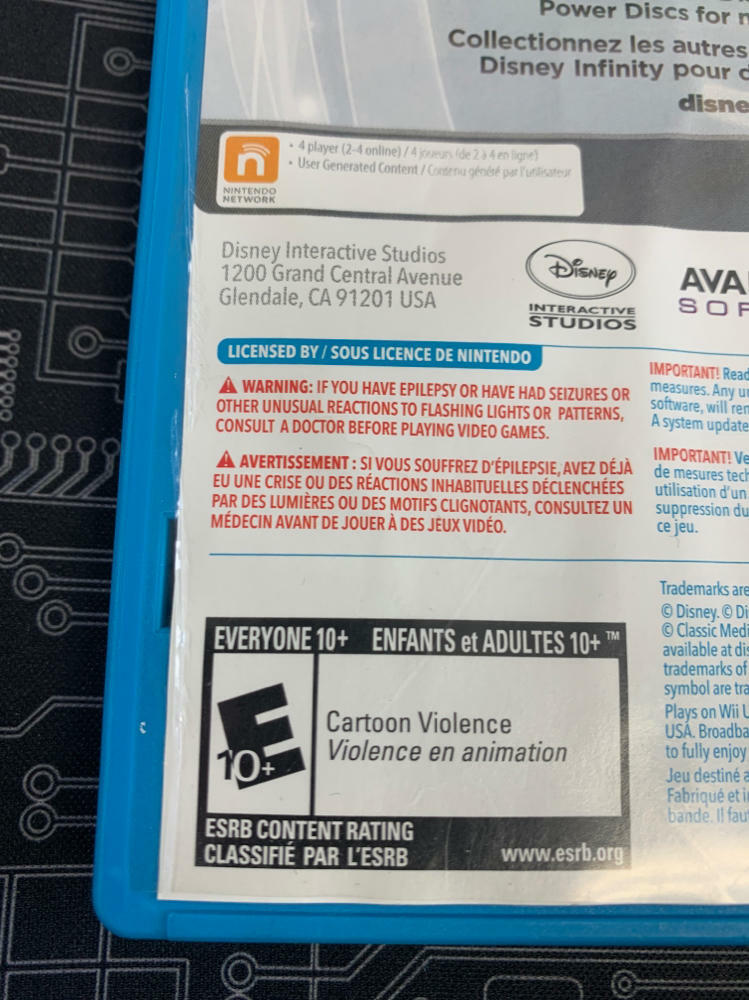 Power Discs for
Collectionnez les autres
Disney Infinity pour
disne
n
NINTENDO
NETWORK
• 4 player (2-4 online) / 4 joueurs (de 2 à 4 en ligne)
• User Generated Content / Contenu généré par l'utilisateur
Disney Interactive Studios
1200 Grand Central Avenue
Glendale, CA 91201 USA
Disney
INTERACTIVE
STUDIOS
AVA
SOF
LICENSED BY / SOUS LICENCE DE NINTENDO
WARNING: IF YOU HAVE EPILEPSY OR HAVE HAD SEIZURES OR
OTHER UNUSUAL REACTIONS TO FLASHING LIGHTS OR PATTERNS,
CONSULT A DOCTOR BEFORE PLAYING VIDEO GAMES.
AVERTISSEMENT : SI VOUS SOUFFREZ D'ÉPILEPSIE, AVEZ DÉJÀ
EU UNE CRISE OU DES RÉACTIONS INHABITUELLES DÉCLENCHÉES
PAR DES LUMIÈRES OU DES MOTIFS CLIGNOTANTS, CONSULTEZ UN
MÉDECIN AVANT DE JOUER À DES JEUX VIDÉO.
IMPORTANT! Read
measures. Any u
software, will ren
A system update
IMPORTANT! Ve
de mesures tech
utilisation d'un
suppression du
ce jeu.
EVERYONE 10+ ENFANTS et ADULTES 10+ ™
E
10+
Cartoon Violence
Violence en animation
ESRB CONTENT RATING
CLASSIFIÉ PAR L'ESRB
www.esrb.org
Trademarks are
© Disney. © Di
© Classic Medi
available at dis
trademarks of
symbol are tra
Plays on Wii U
USA. Broadba
to fully enjoy
Jeu destiné a
Fabriqué et i
bande. Il fau